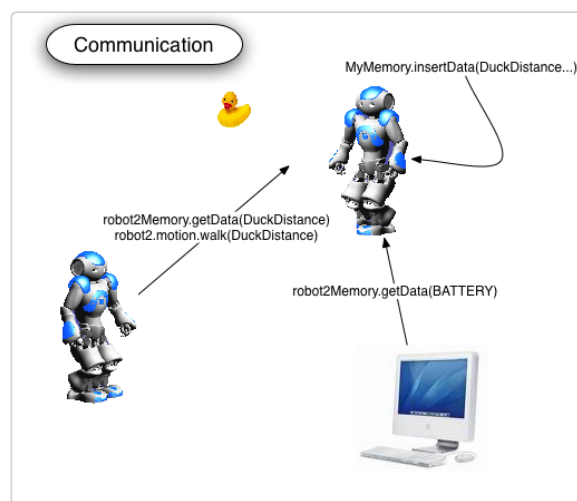 Communication
MyMemory.insertData(DuckDistance...)
robot2Memory.getData(DuckDistance)
robot2.motion.walk(DuckDistance)
robot2Memory.getData(BATTERY)